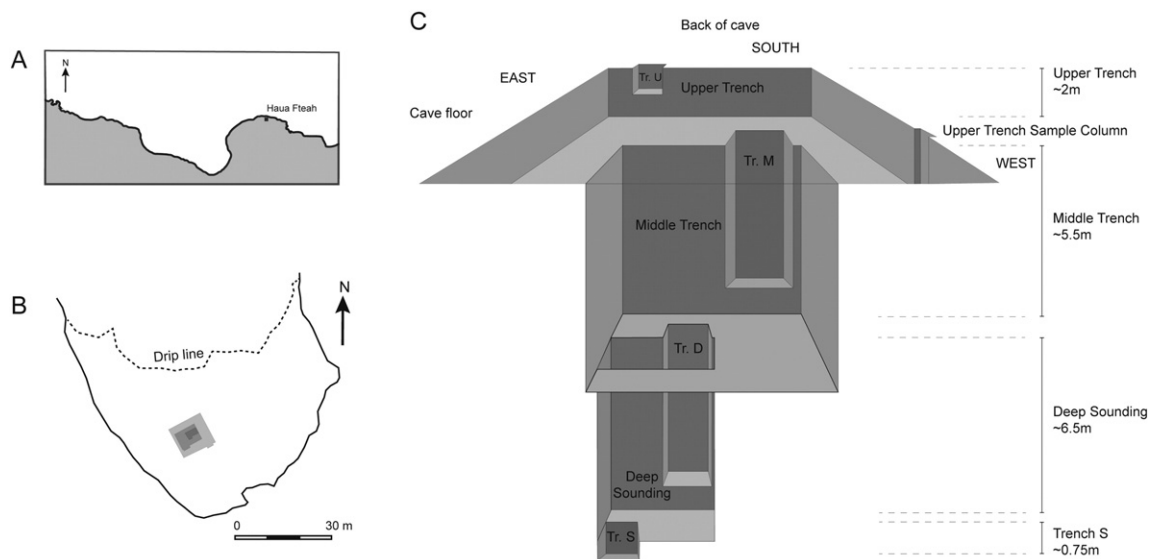 A
N
Haua Fteah
B
N
Drip line
0 30 m
C
Back of cave
SOUTH
EAST
Cave floor
Tr. U
Upper Trench
Upper Trench Sample Column
WEST
Tr. M
Middle Trench
Tr. D
Deep
Sounding
Tr. S
Upper Trench
~2m
Middle Trench
~5.5m
Deep Sounding
~6.5m
Trench S
~0.75m